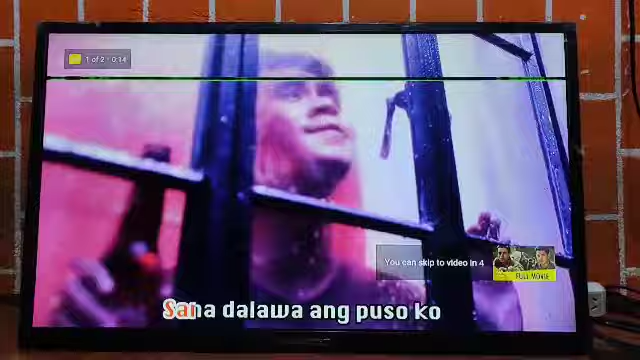 1 of 2 · 0:14
You can skip to video in 4
FULL MOVIE
Sana dalawa ang puso ko